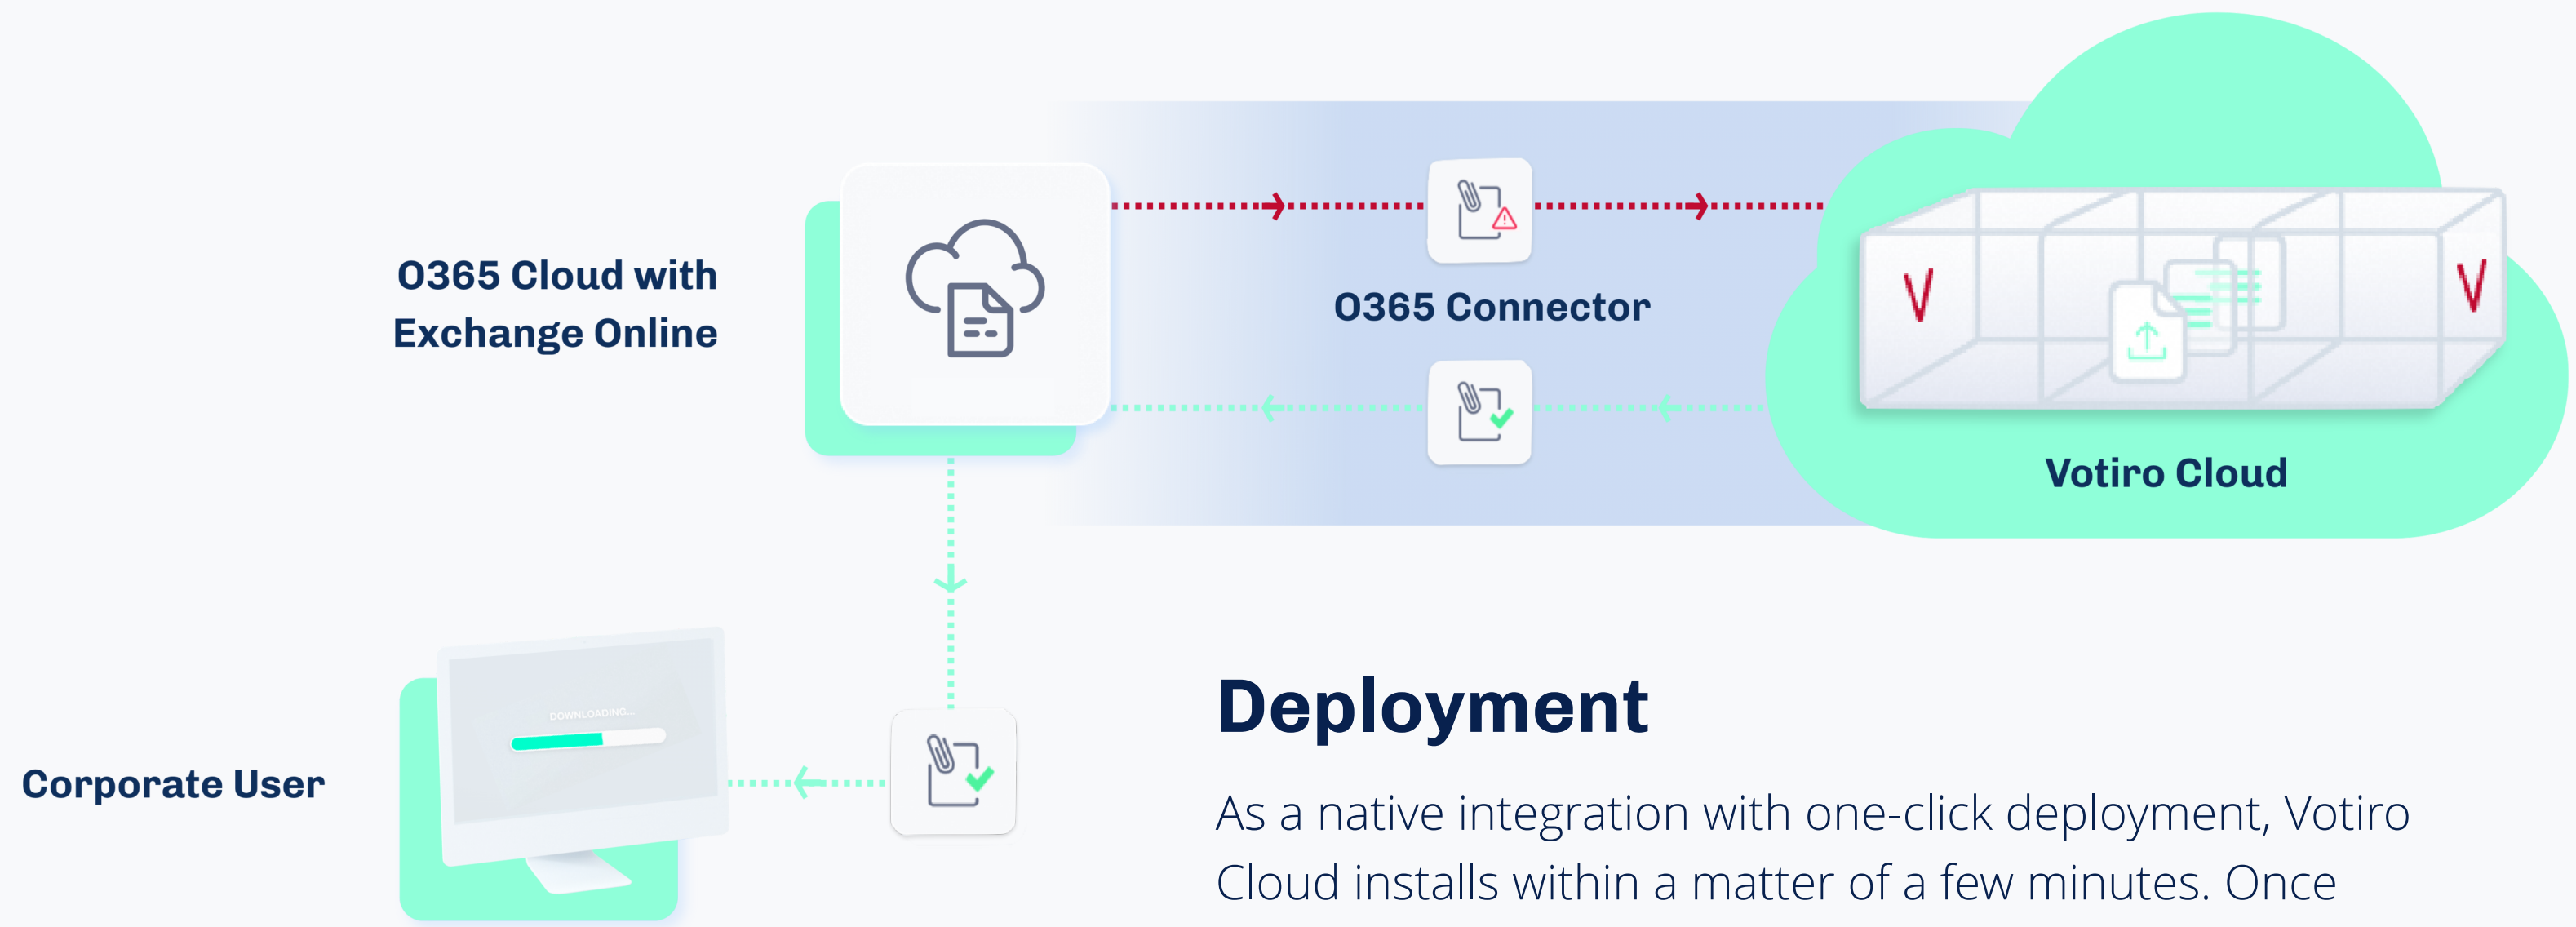 O365 Cloud with
Exchange Online
O365 Connector
V
V
Votiro Cloud
DOWNLOADING...
Corporate User
Deployment
As a native integration with one-click deployment, Votiro
Cloud installs within a matter of a few minutes. Once